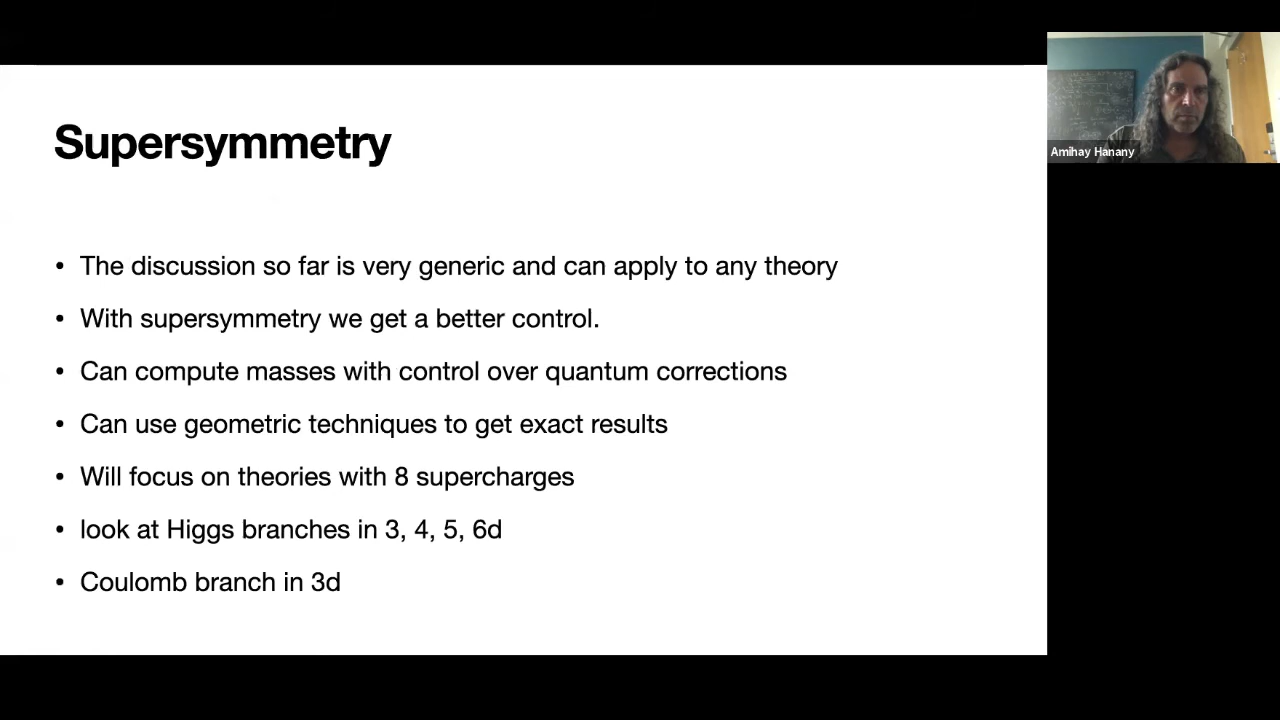 Supersymmetry
• The discussion so far is very generic and can apply to any theory
• With supersymmetry we get a better control.
• Can compute masses with control over quantum corrections
• Can use geometric techniques to get exact results
• Will focus on theories with 8 supercharges
• look at Higgs branches in 3, 4, 5, 6d
• Coulomb branch in 3d
Amihay Hanany